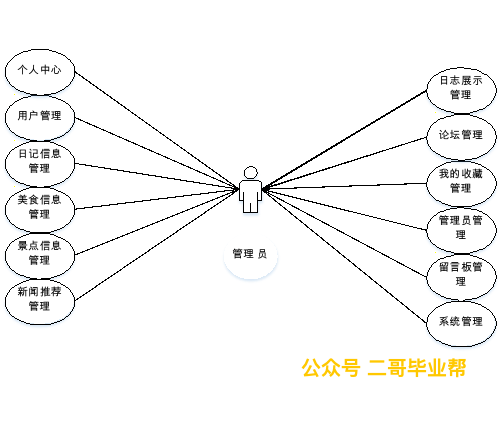 个人中心
用户管理
日记信息
管理
美食信息
管理
景点信息
管理
新闻推荐
管理
管理 员
日志展示
管理
论坛管理
我的收藏
管理
管理员管
理
留言板管
理
系统管理
公众号 二哥毕业帮